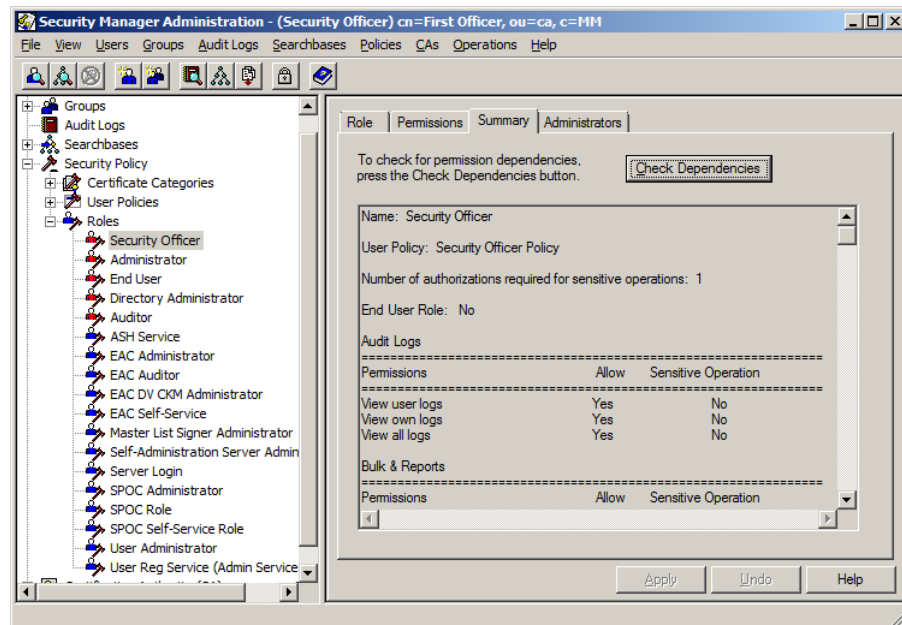 Security Manager Administration - (Security Officer) cn=First Officer, ou=ca, c=MM
File View Users Groups Audit Logs Searchbases Policies CAs Operations Help
Groups
Audit Logs
Searchbases
Security Policy
Certificate Categories
User Policies
Roles
Security Officer
Administrator
End User
Directory Administrator
Auditor
ASH Service
EAC Administrator
EAC Auditor
EAC DV CKM Administrator
EAC Self-Service
Master List Signer Administrator
Self-Administration Server Admin
Server Login
SPOC Administrator
SPOC Role
SPOC Self-Service Role
User Administrator
User Reg Service (Admin Service
Role Permissions Summary Administrators
To check for permission dependencies,
press the Check Dependencies button.
Check Dependencies
Name: Security Officer
User Policy: Security Officer Policy
Number of authorizations required for sensitive operations: 1
End User Role: No
Audit Logs
Permissions Allow Sensitive Operation
View user logs Yes No
View own logs Yes No
View all logs Yes No
Bulk & Reports
Permissions Allow Sensitive Operation
Apply Undo Help